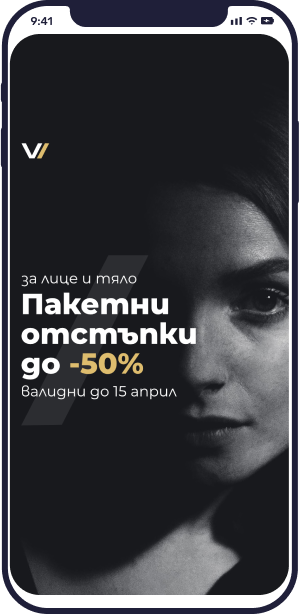 9:41
V
за лице и тяло
Пакетни
отстъпки
до -50%
валидни до 15 април